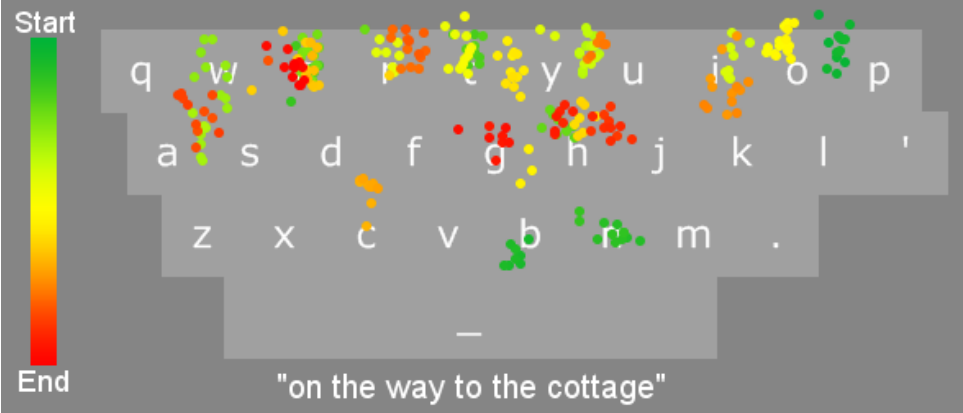 Start
q w e r t y u i o p
a s d f g h j k l '
z x c v b n m .
_
End
"on the way to the cottage"